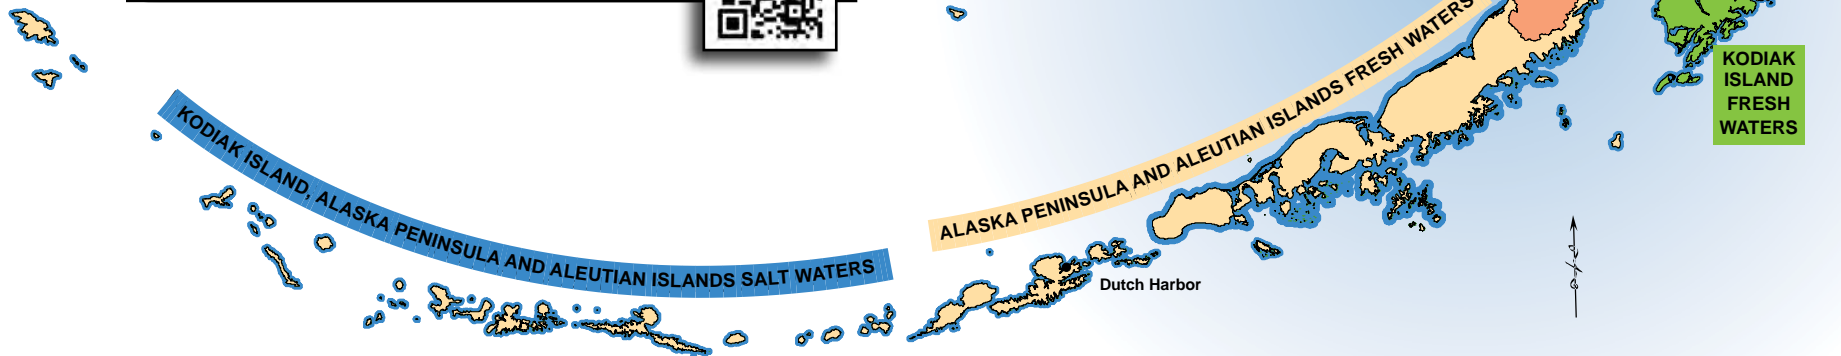 KODIAK ISLAND, ALASKA PENINSULA AND ALEUTIAN ISLANDS SALT WATERS
ALASKA PENINSULA AND ALEUTIAN ISLANDS FRESH WATERS
KODIAK
ISLAND
FRESH
WATERS
Dutch Harbor